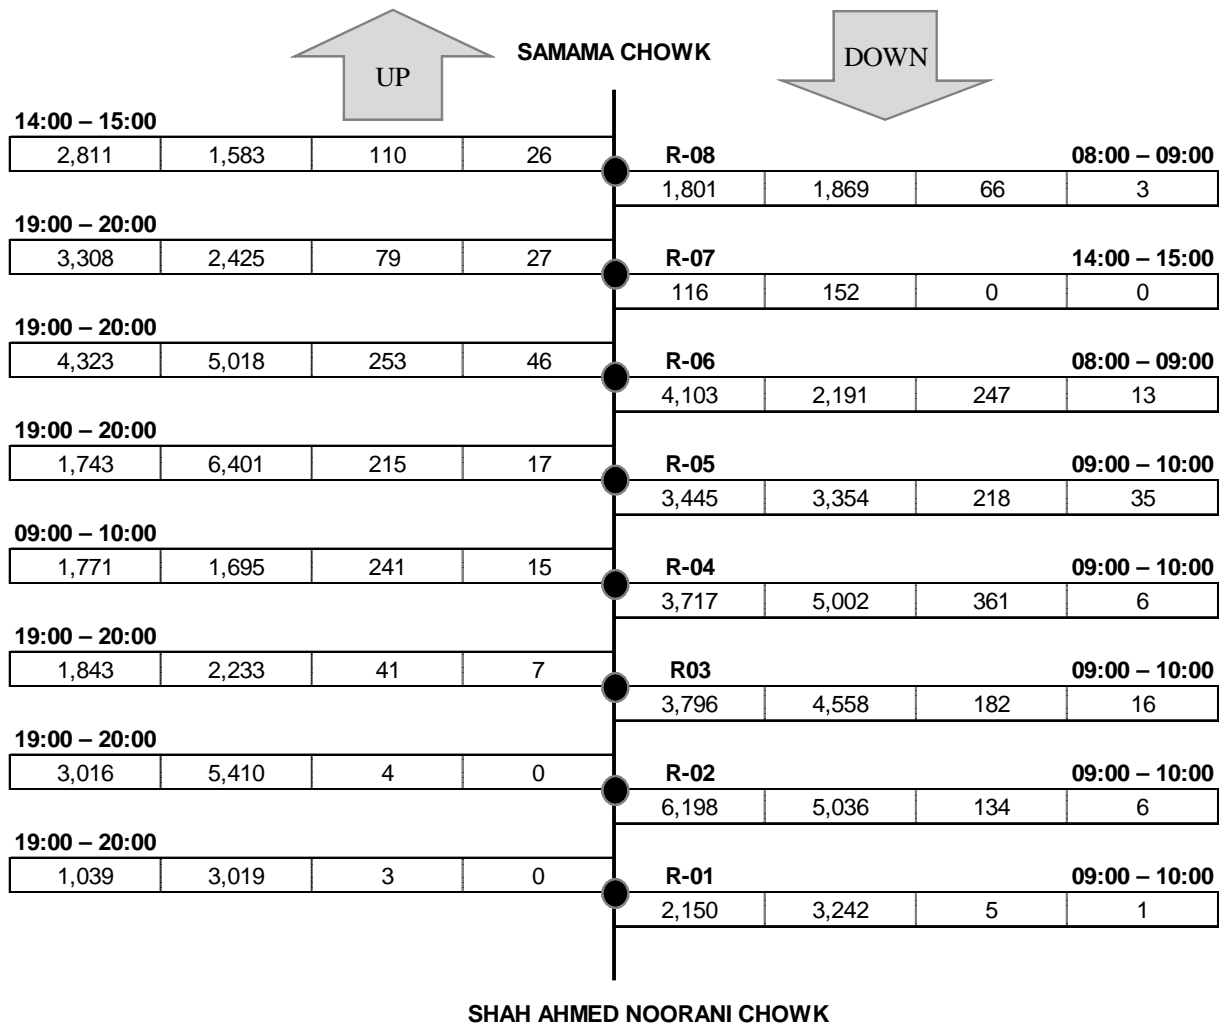 SAMAMA CHOWK
UP
DOWN
14:00 – 15:00
2,811 1,583 110 26
R-08 08:00 – 09:00
1,801 1,869 66 3
19:00 – 20:00
3,308 2,425 79 27
R-07 14:00 – 15:00
116 152 0 0
19:00 – 20:00
4,323 5,018 253 46
R-06 08:00 – 09:00
4,103 2,191 247 13
19:00 – 20:00
1,743 6,401 215 17
R-05 09:00 – 10:00
3,445 3,354 218 35
09:00 – 10:00
1,771 1,695 241 15
R-04 09:00 – 10:00
3,717 5,002 361 6
19:00 – 20:00
1,843 2,233 41 7
R03 09:00 – 10:00
3,796 4,558 182 16
19:00 – 20:00
3,016 5,410 4 0
R-02 09:00 – 10:00
6,198 5,036 134 6
19:00 – 20:00
1,039 3,019 3 0
R-01 09:00 – 10:00
2,150 3,242 5 1
SHAH AHMED NOORANI CHOWK